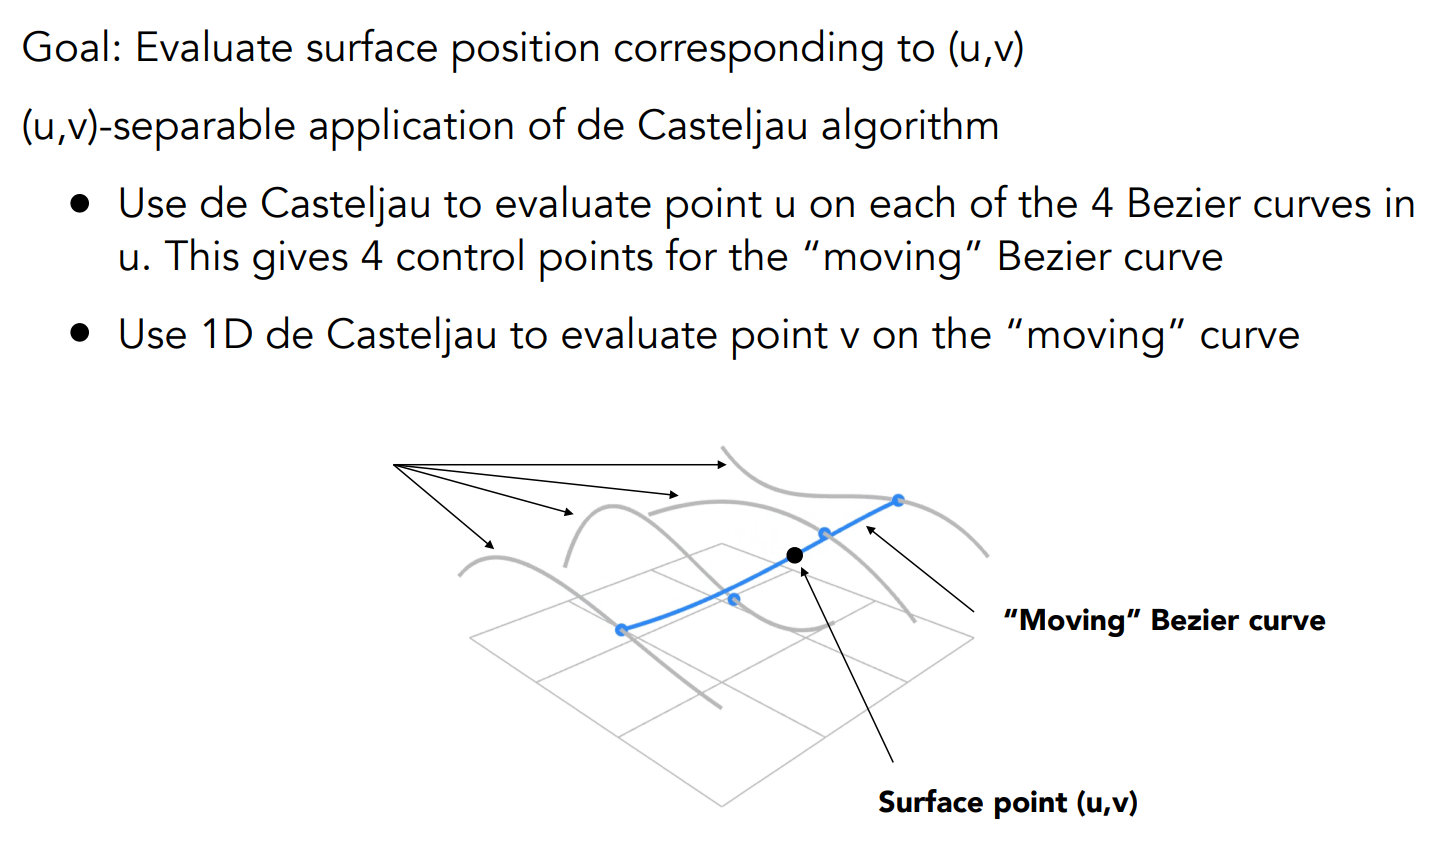 Goal: Evaluate surface position corresponding to (u,v)
(u,v)-separable application of de Casteljau algorithm
● Use de Casteljau to evaluate point u on each of the 4 Bezier curves in
u. This gives 4 control points for the “moving” Bezier curve
● Use 1D de Casteljau to evaluate point v on the “moving” curve
“Moving” Bezier curve
Surface point (u,v)